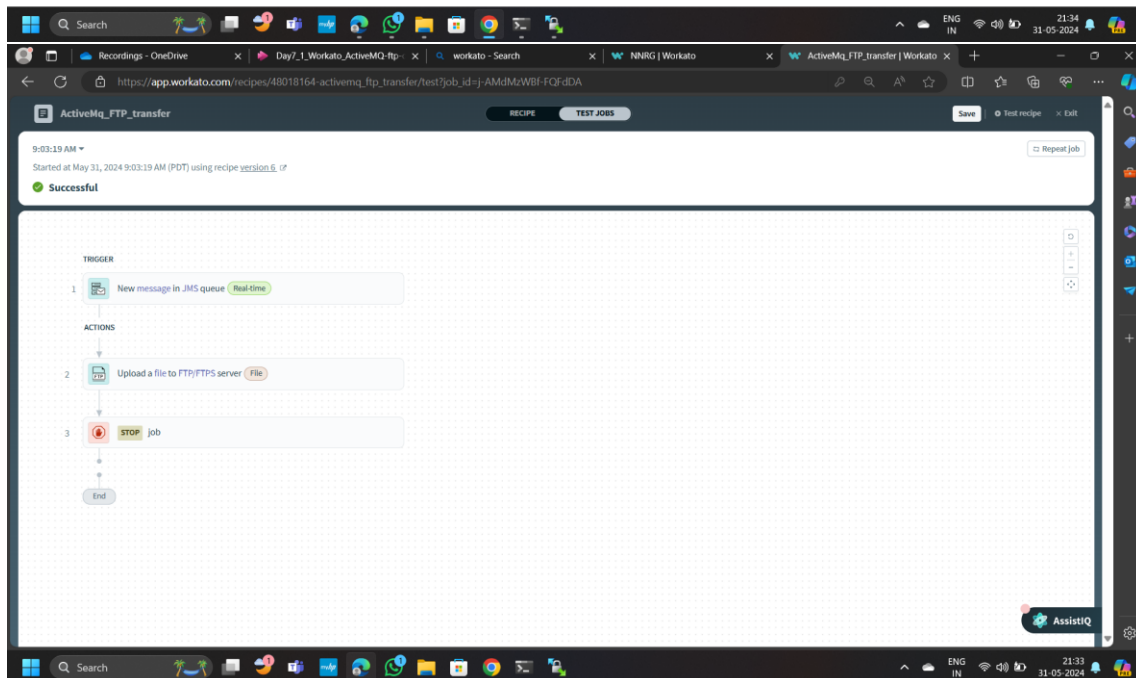 Search
ENG
IN
21:34
31-05-2024
Recordings - OneDrive
Day7_1_Workato_ActiveMQ-ftp-
workato - Search
NNRG | Workato
ActiveMq_FTP_transfer | Workato
https://app.workato.com/recipes/48018164-activemq_ftp_transfer/test?job_id=j-AMdMzWBf-FQFdDA
ActiveMq_FTP_transfer
RECIPE
TEST JOBS
Save
Test recipe
Exit
9:03:19 AM
Repeat job
Started at May 31, 2024 9:03:19 AM (PDT) using recipe version 6
Successful
TRIGGER
1 New message in JMS queue Real-time
ACTIONS
2 Upload a file to FTP/FTPS server File
3 STOP job
End
AssistIQ
Search
ENG
IN
21:33
31-05-2024